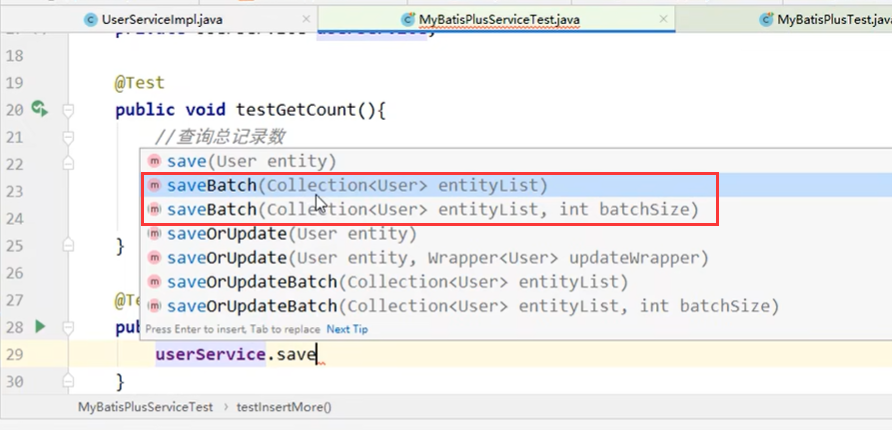 UserServiceImpl.java
MyBatisPlusServiceTest.java
MyBatisPlusTest.java
18
19 @Test
20 public void testGetCount(){
21 //查询总记录数
22 save(User entity)
23 saveBatch(Collection<User> entityList)
24 saveBatch(Collection<User> entityList, int batchSize)
25 } saveOrUpdate(User entity)
26 saveOrUpdate(User entity, Wrapper<User> updateWrapper)
27 @Te saveOrUpdateBatch(Collection<User> entityList)
saveOrUpdateBatch(Collection<User> entityList, int batchSize)
28 pub Press Enter to insert, Tab to replace Next Tip
29 userService.save
30 }
MyBatisPlusServiceTest > testInsertMore()